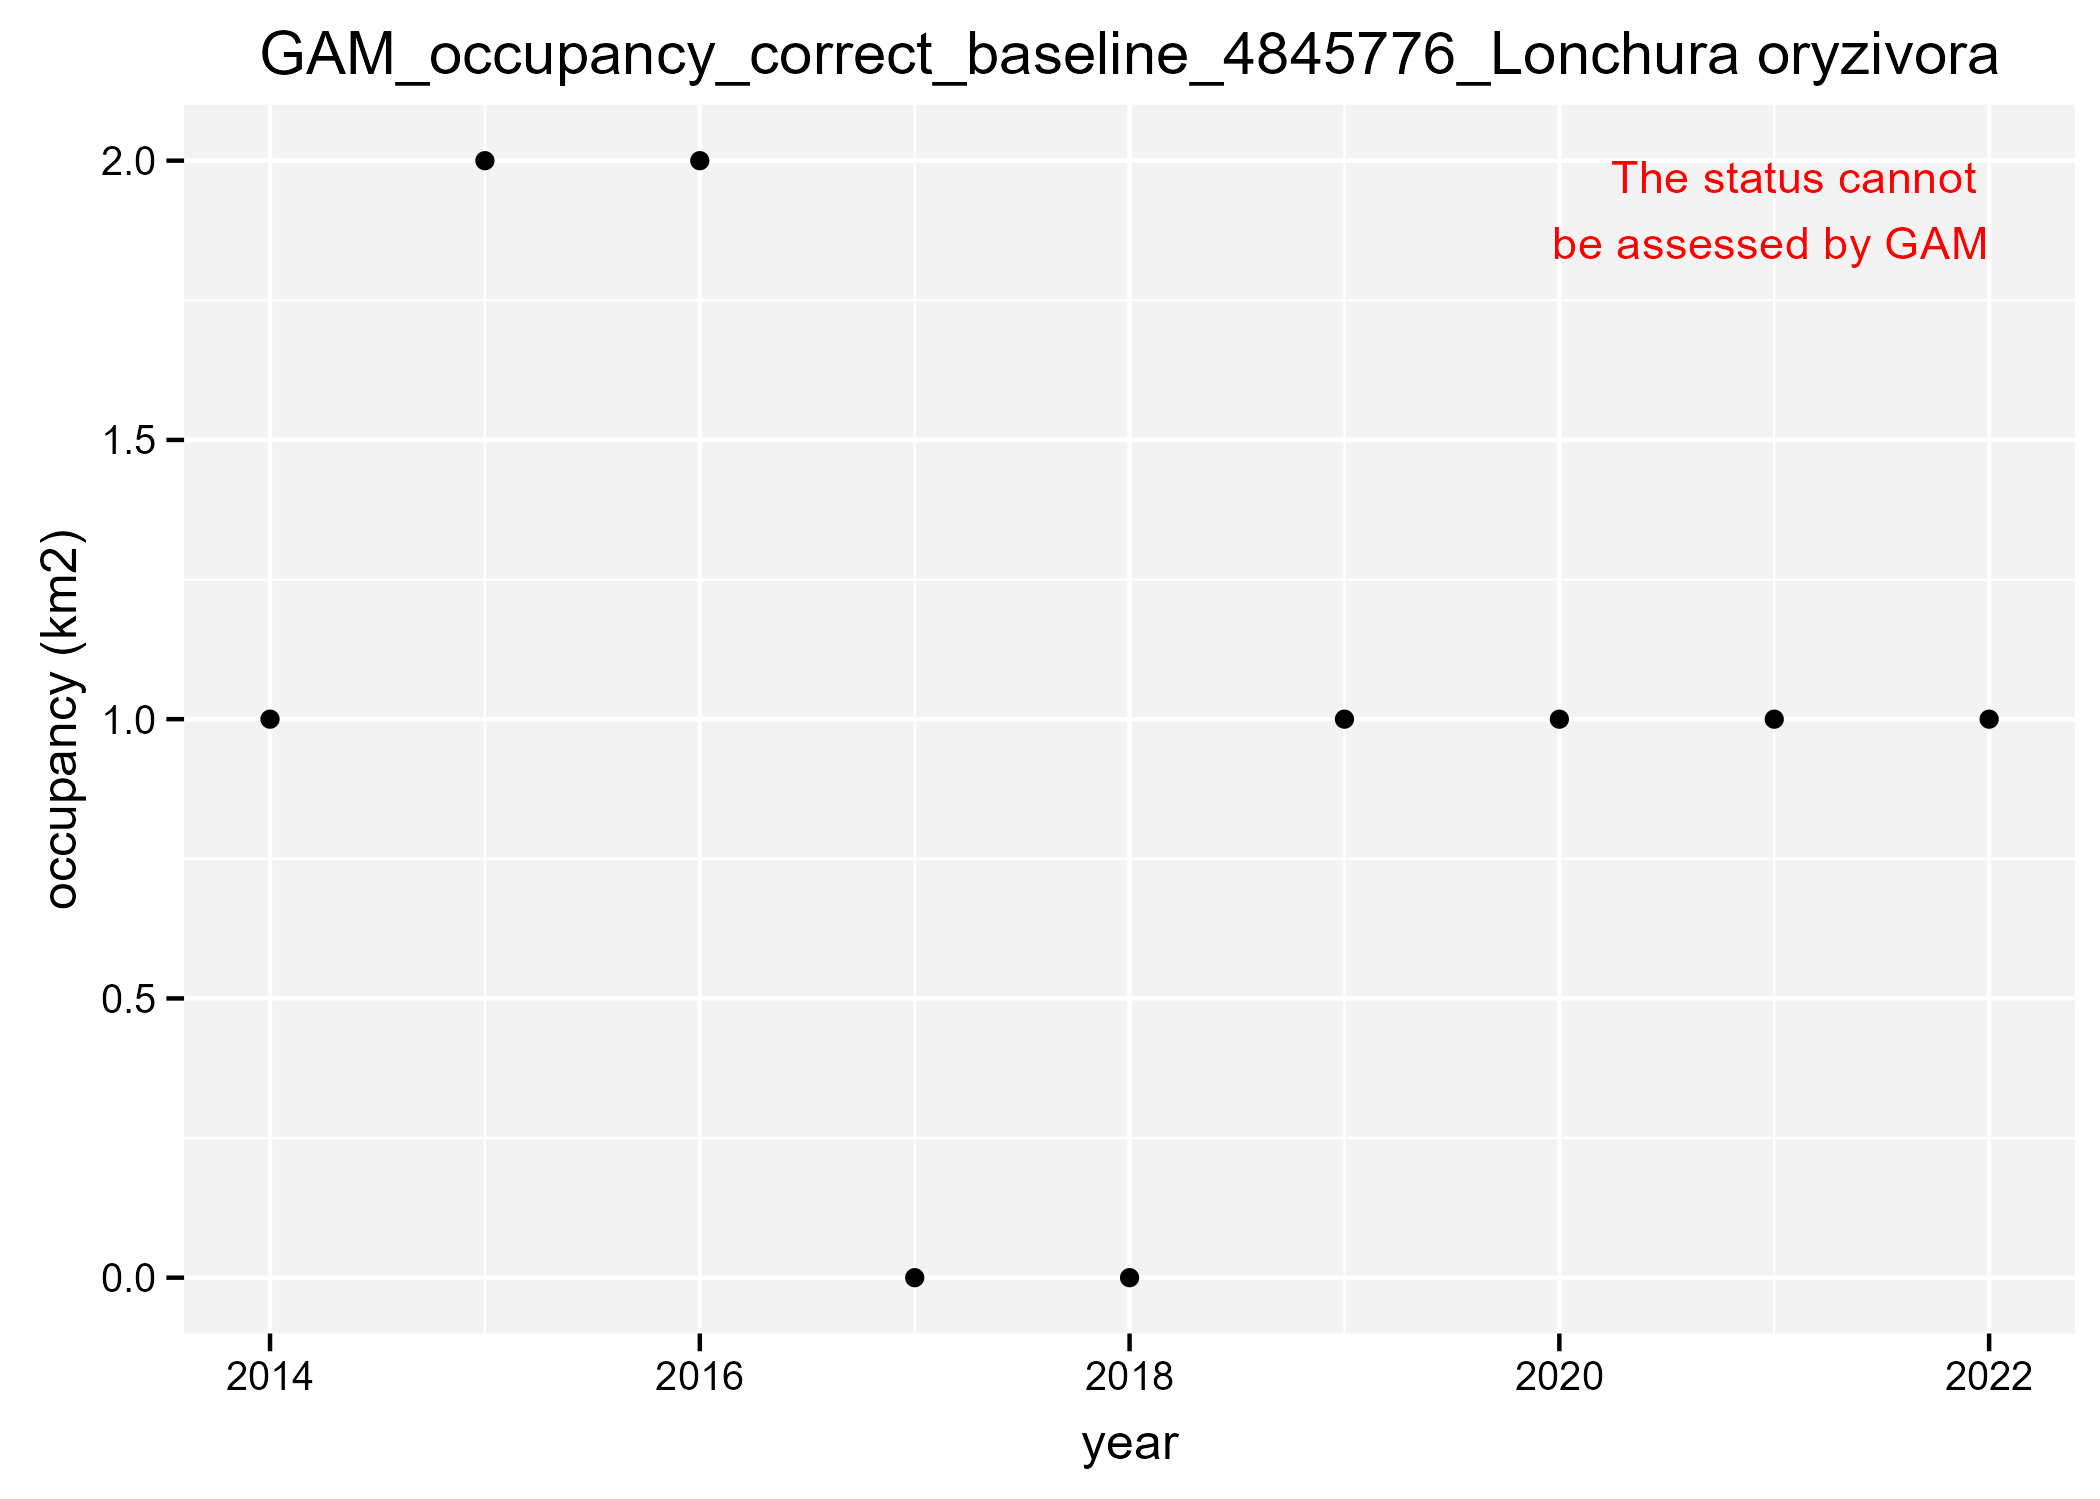 GAM_occupancy_correct_baseline_4845776_Lonchura oryzivora
The status cannot
be assessed by GAM
2.0
1.5
1.0
0.5
0.0
occupancy (km2)
2014
2016
2018
2020
2022
year